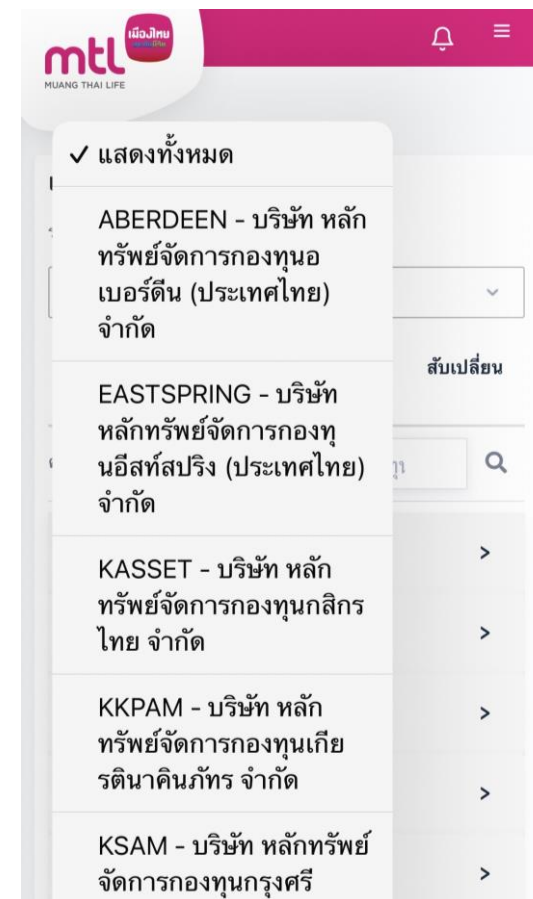 เมืองไทย
mtl
MUANG THAI LIFE
✓ แสดงทั้งหมด
ABERDEEN - บริษัท หลัก
ทรัพย์จัดการกองทุนอ
เบอร์ดีน (ประเทศไทย)
จำกัด
สับเปลี่ยน
EASTSPRING - บริษัท
หลักทรัพย์จัดการกองทุ
นอีสท์สปริง (ประเทศไทย)
จำกัด
KASSET - บริษัท หลัก
ทรัพย์จัดการกองทุนกสิกร
ไทย จำกัด
KKPAM - บริษัท หลัก
ทรัพย์จัดการกองทุนเกีย
รตินาคินภัทร จำกัด
KSAM - บริษัท หลักทรัพย์
จัดการกองทุนกรุงศรี